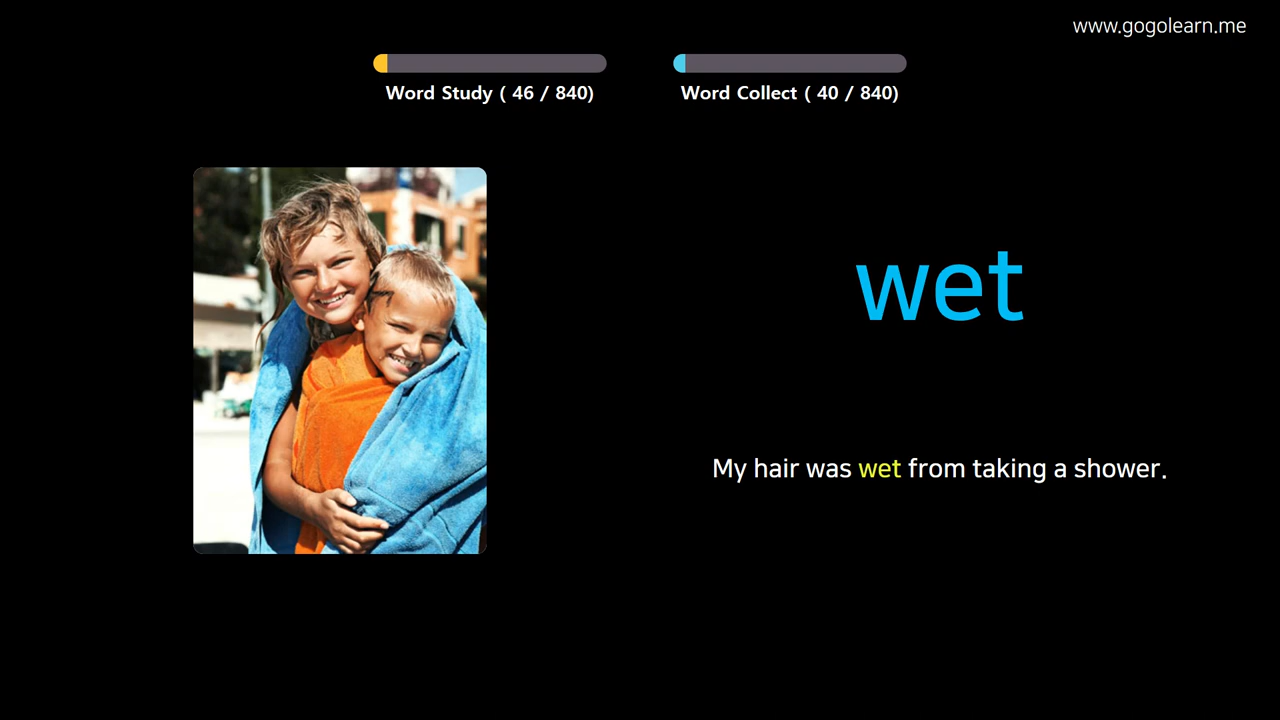 www.gogolearn.me
Word Study ( 46 / 840)
Word Collect ( 40 / 840)
wet
My hair was wet from taking a shower.